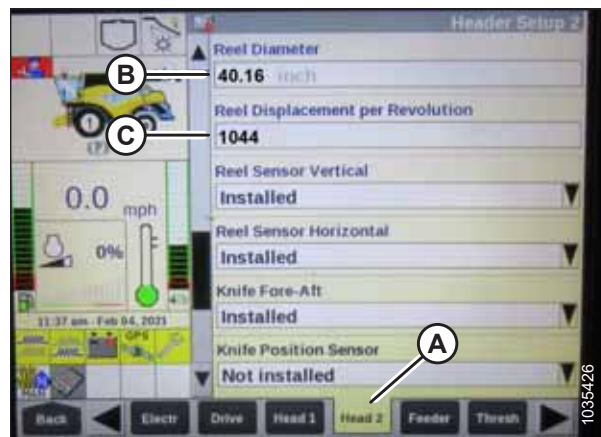 Header Setup 2
Reel Diameter
B
40.16 inch
Reel Displacement per Revolution
C
1044
Reel Sensor Vertical
Installed
0.0 mph
Reel Sensor Horizontal
Installed
0%
Knife Fore-Aft
Installed
11:37 am - Feb 04, 2021
GPS
Knife Position Sensor
A
Not installed
Back Electr Drive Head 1 Head 2 Feeder Thresh
1035426